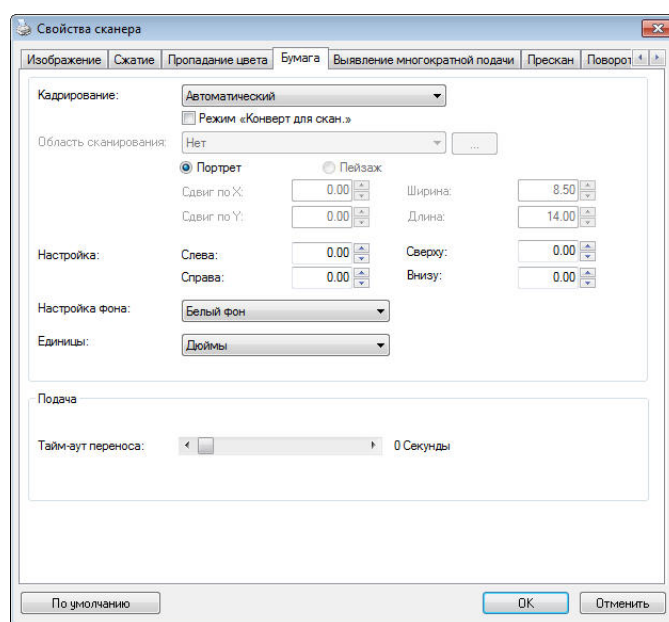 Свойства сканера
Изображение Сжатие Пропадание цвета Бумага Выявление многократной подачи Прескан Поворот
Кадрирование: Автоматический
Режим «Конверт для скан.»
Область сканирования: Нет ...
Портрет Пейзаж
Сдвиг по X: 0.00 Ширина: 8.50
Сдвиг по Y: 0.00 Длина: 14.00
Настройка: Слева: 0.00 Сверху: 0.00
Справа: 0.00 Внизу: 0.00
Настройка фона: Белый фон
Единицы: Дюймы
Подача
Тайм-аут переноса: 0 Секунды
По умолчанию OK Отменить